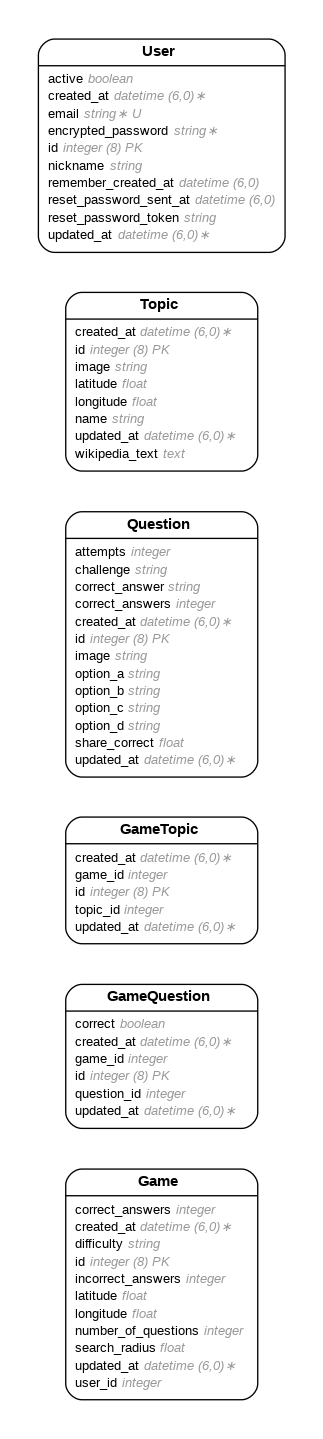 User
active boolean
created_at datetime (6,0) ∗
email string ∗ U
encrypted_password string ∗
id integer (8) PK
nickname string
remember_created_at datetime (6,0)
reset_password_sent_at datetime (6,0)
reset_password_token string
updated_at datetime (6,0) ∗
Topic
created_at datetime (6,0) ∗
id integer (8) PK
image string
latitude float
longitude float
name string
updated_at datetime (6,0) ∗
wikipedia_text text
Question
attempts integer
challenge string
correct_answer string
correct_answers integer
created_at datetime (6,0) ∗
id integer (8) PK
image string
option_a string
option_b string
option_c string
option_d string
share_correct float
updated_at datetime (6,0) ∗
GameTopic
created_at datetime (6,0) ∗
game_id integer
id integer (8) PK
topic_id integer
updated_at datetime (6,0) ∗
GameQuestion
correct boolean
created_at datetime (6,0) ∗
game_id integer
id integer (8) PK
question_id integer
updated_at datetime (6,0) ∗
Game
correct_answers integer
created_at datetime (6,0) ∗
difficulty string
id integer (8) PK
incorrect_answers integer
latitude float
longitude float
number_of_questions integer
search_radius float
updated_at datetime (6,0) ∗
user_id integer